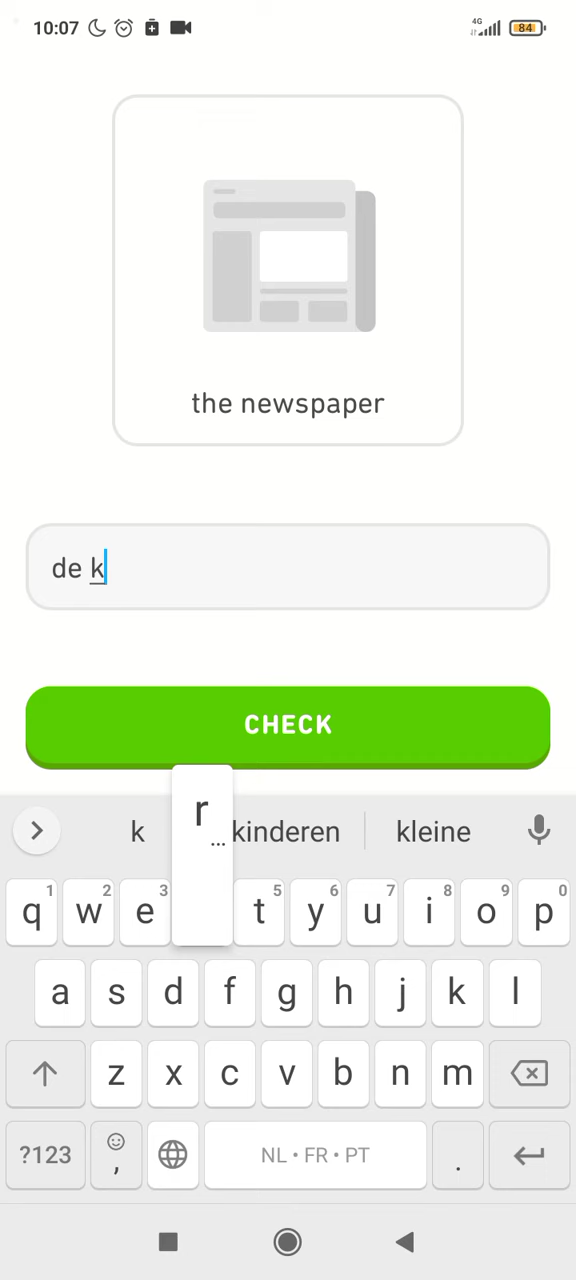 10:07 4G 84
the newspaper
de k
CHECK
r
...
k kinderen kleine
1 2 3 5 6 7 8 9 0
q w e t y u i o p
a s d f g h j k l
z x c v b n m
?123 , NL • FR • PT .